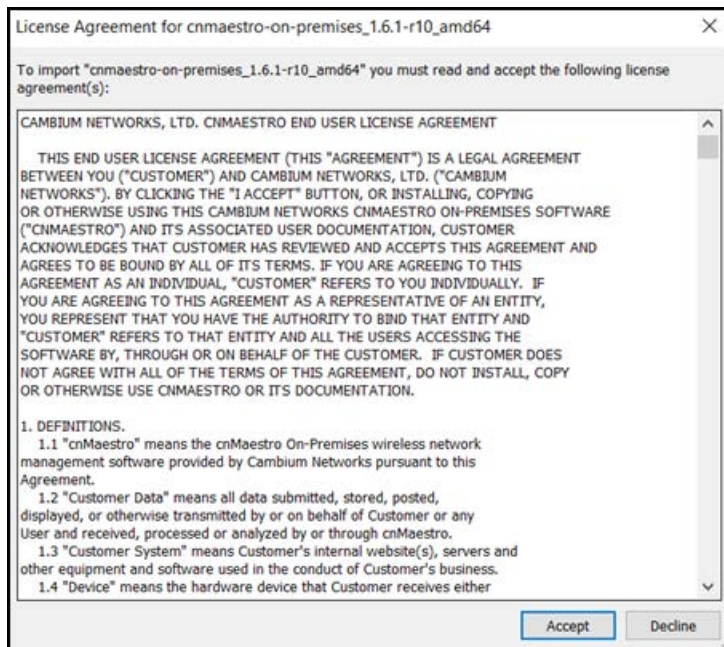 License Agreement for cnmaestro-on-premises_1.6.1-r10_amd64
To import "cnmaestro-on-premises_1.6.1-r10_amd64" you must read and accept the following license
agreement(s):
CAMBIUM NETWORKS, LTD. CNMAESTRO END USER LICENSE AGREEMENT
THIS END USER LICENSE AGREEMENT (THIS "AGREEMENT") IS A LEGAL AGREEMENT
BETWEEN YOU ("CUSTOMER") AND CAMBIUM NETWORKS, LTD. ("CAMBIUM
NETWORKS"). BY CLICKING THE "I ACCEPT" BUTTON, OR INSTALLING, COPYING
OR OTHERWISE USING THIS CAMBIUM NETWORKS CNMAESTRO ON-PREMISES SOFTWARE
("CNMAESTRO") AND ITS ASSOCIATED USER DOCUMENTATION, CUSTOMER
ACKNOWLEDGES THAT CUSTOMER HAS REVIEWED AND ACCEPTS THIS AGREEMENT AND
AGREES TO BE BOUND BY ALL OF ITS TERMS. IF YOU ARE AGREEING TO THIS
AGREEMENT AS AN INDIVIDUAL, "CUSTOMER" REFERS TO YOU INDIVIDUALLY. IF
YOU ARE AGREEING TO THIS AGREEMENT AS A REPRESENTATIVE OF AN ENTITY,
YOU REPRESENT THAT YOU HAVE THE AUTHORITY TO BIND THAT ENTITY AND
"CUSTOMER" REFERS TO THAT ENTITY AND ALL THE USERS ACCESSING THE
SOFTWARE BY, THROUGH OR ON BEHALF OF THE CUSTOMER. IF CUSTOMER DOES
NOT AGREE WITH ALL OF THE TERMS OF THIS AGREEMENT, DO NOT INSTALL, COPY
OR OTHERWISE USE CNMAESTRO OR ITS DOCUMENTATION.
1. DEFINITIONS.
1.1 "cnMaestro" means the cnMaestro On-Premises wireless network
management software provided by Cambium Networks pursuant to this
Agreement.
1.2 "Customer Data" means all data submitted, stored, posted,
displayed, or otherwise transmitted by or on behalf of Customer or any
User and received, processed or analyzed by or through cnMaestro.
1.3 "Customer System" means Customer's internal website(s), servers and
other equipment and software used in the conduct of Customer's business.
1.4 "Device" means the hardware device that Customer receives either
Accept Decline